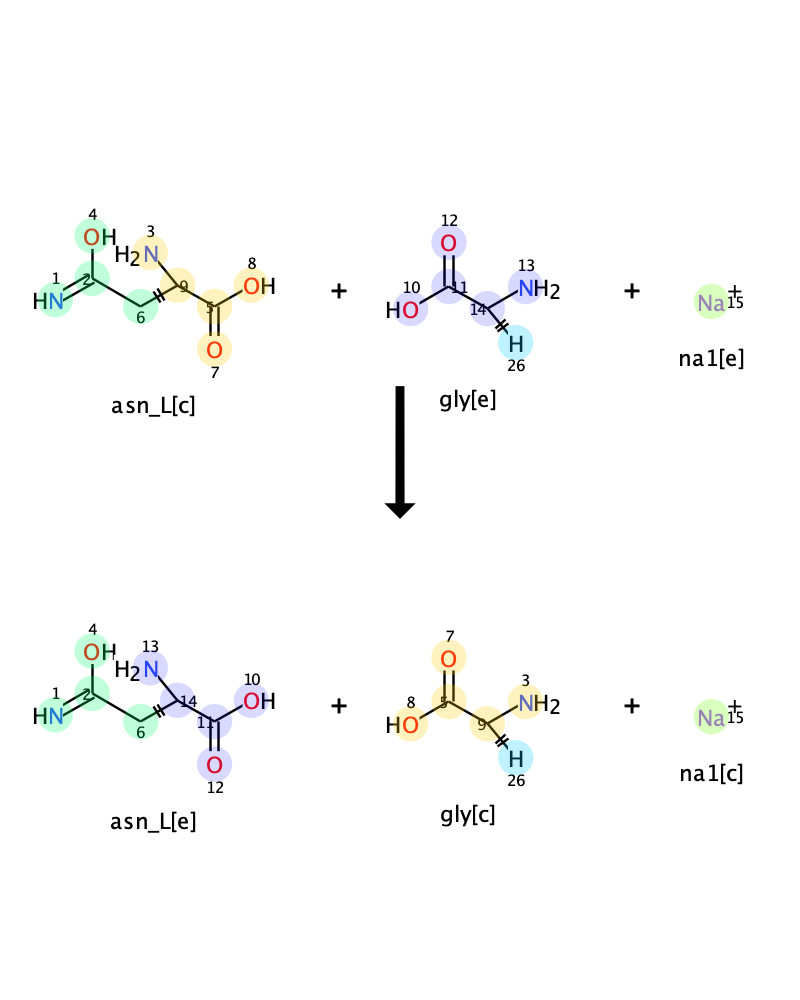 4
OH
3
H2N
8
OH
1
HN
2
9
5
O
7
6
asn_L[c]
+
12
O
10
HO
11
13
NH2
14
H
26
gly[e]
+
Na+
15
na1[e]
4
OH
13
H2N
10
OH
1
HN
2
14
11
O
12
6
asn_L[e]
+
7
O
8
HO
5
3
NH2
9
H
26
gly[c]
+
Na+
15
na1[c]